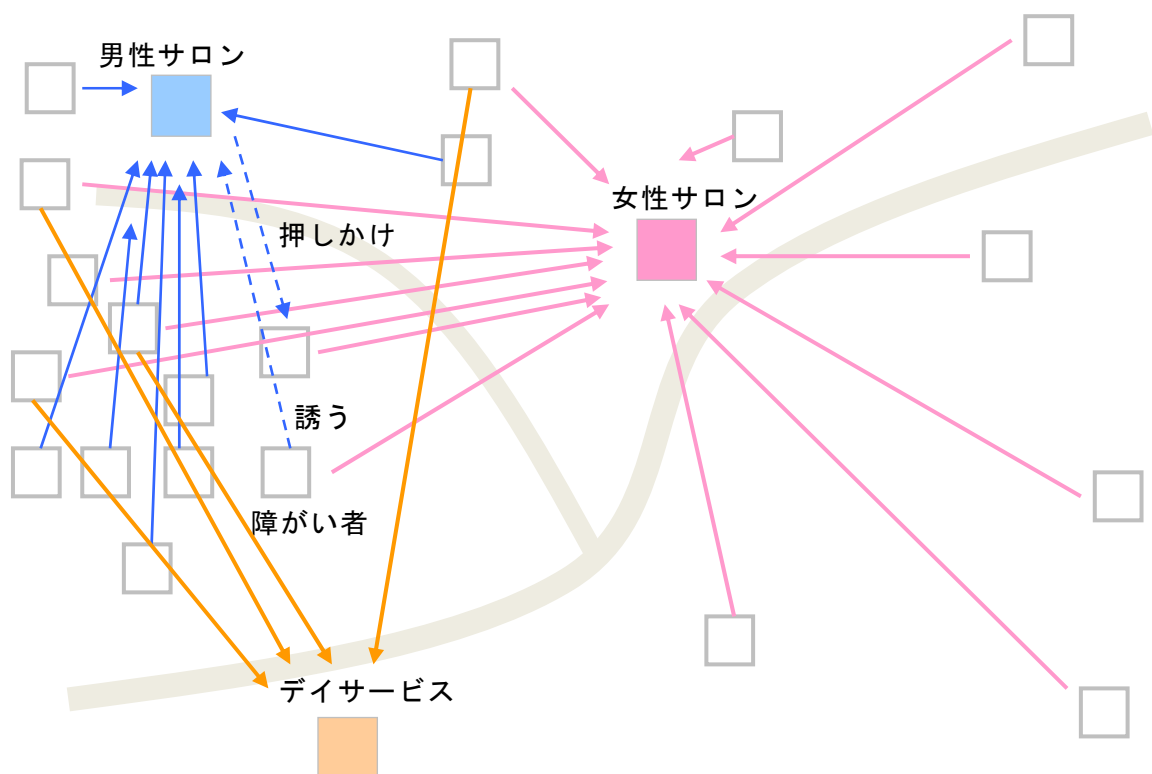 男性サロン
女性サロン
押しかけ
誘う
障がい者
デイサービス